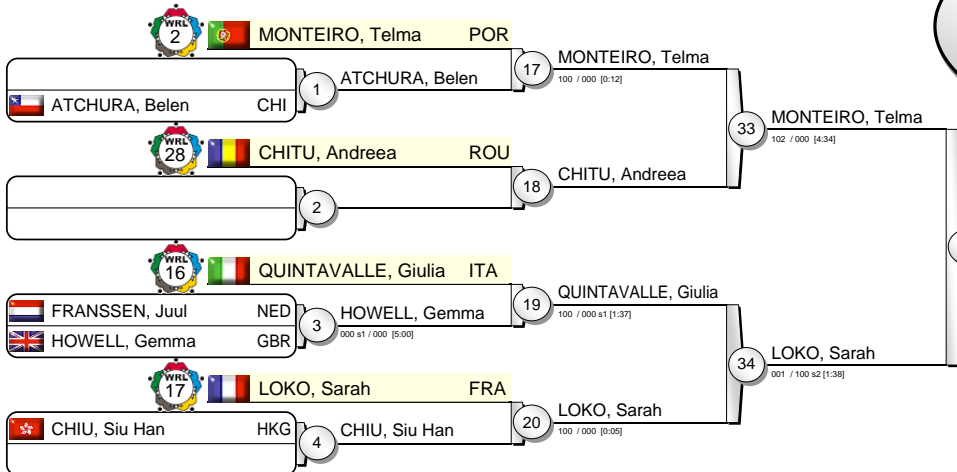 WRL
2
MONTEIRO, Telma POR
ATCHURA, Belen CHI
1
ATCHURA, Belen
17
MONTEIRO, Telma
100 / 000 [0:12]
WRL
28
CHITU, Andreea ROU
2
18
CHITU, Andreea
33
MONTEIRO, Telma
102 / 000 [4:34]
WRL
16
QUINTAVALLE, Giulia ITA
FRANSSEN, Juul NED
HOWELL, Gemma GBR
3
HOWELL, Gemma
000 s1 / 000 [5:00]
19
QUINTAVALLE, Giulia
100 / 000 s1 [1:37]
WRL
17
LOKO, Sarah FRA
CHIU, Siu Han HKG
4
CHIU, Siu Han
20
LOKO, Sarah
100 / 000 [0:05]
34
LOKO, Sarah
001 / 100 s2 [1:38]